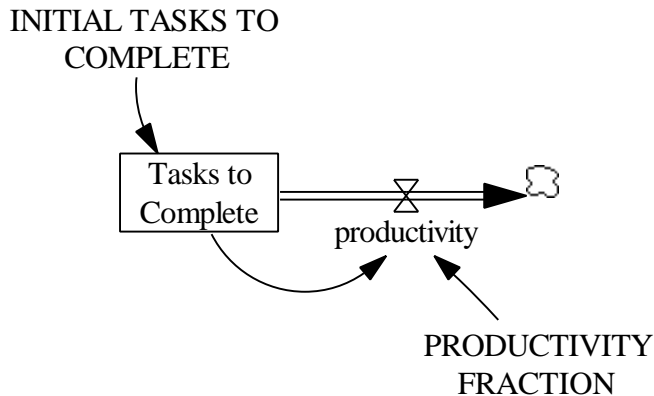 INITIAL TASKS TO
COMPLETE
Tasks to
Complete
productivity
PRODUCTIVITY
FRACTION